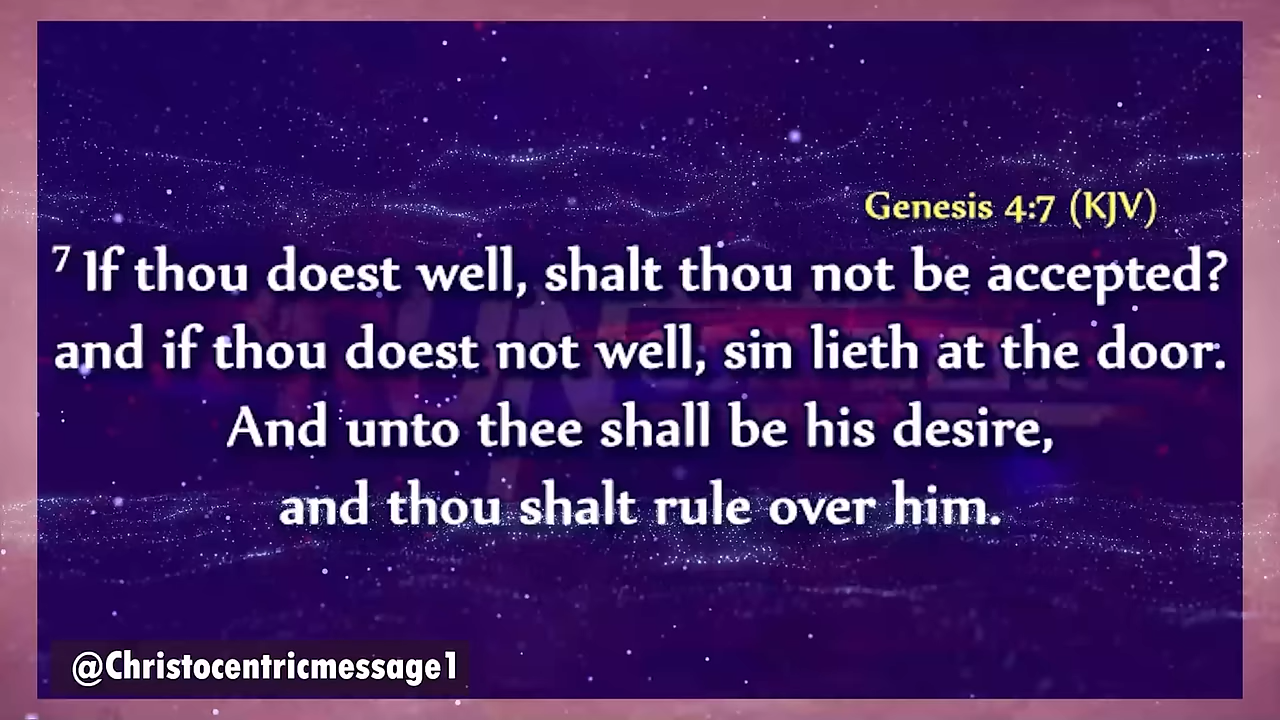 Genesis 4:7 (KJV)
7 If thou doest well, shalt thou not be accepted?
and if thou doest not well, sin lieth at the door.
And unto thee shall be his desire,
and thou shalt rule over him.
@Christocentricmessage1